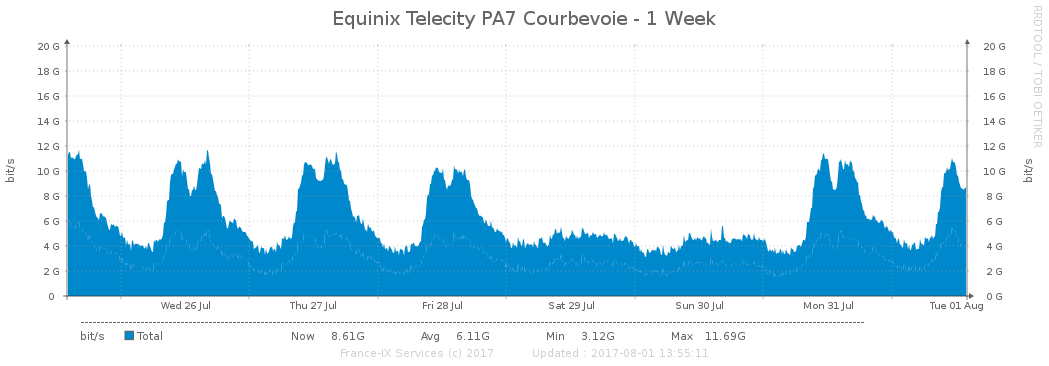 Equinix Telecity PA7 Courbevoie - 1 Week
RRDTOOL / TOBI OETIKER
bit/s
20 G
18 G
16 G
14 G
12 G
10 G
8 G
6 G
4 G
2 G
0
20 G
18 G
16 G
14 G
12 G
10 G
8 G
6 G
4 G
2 G
0 G
bit/s
Wed 26 Jul Thu 27 Jul Fri 28 Jul Sat 29 Jul Sun 30 Jul Mon 31 Jul Tue 01 Aug
bit/s Total Now 8.61G Avg 6.11G Min 3.12G Max 11.69G
France-IX Services (c) 2017 Updated : 2017-08-01 13:55:11